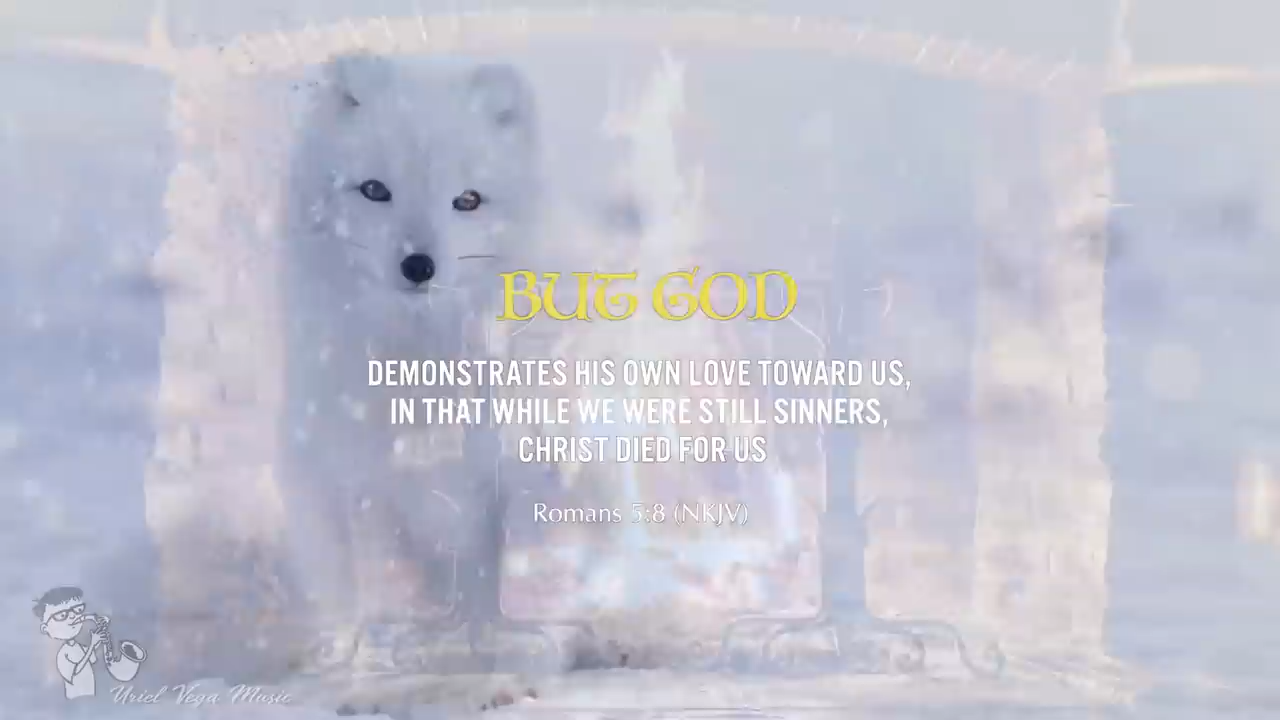 BUT GOD
DEMONSTRATES HIS OWN LOVE TOWARD US,
IN THAT WHILE WE WERE STILL SINNERS,
CHRIST DIED FOR US
Romans 5:8 (NKJV)
Uriel Vega Music